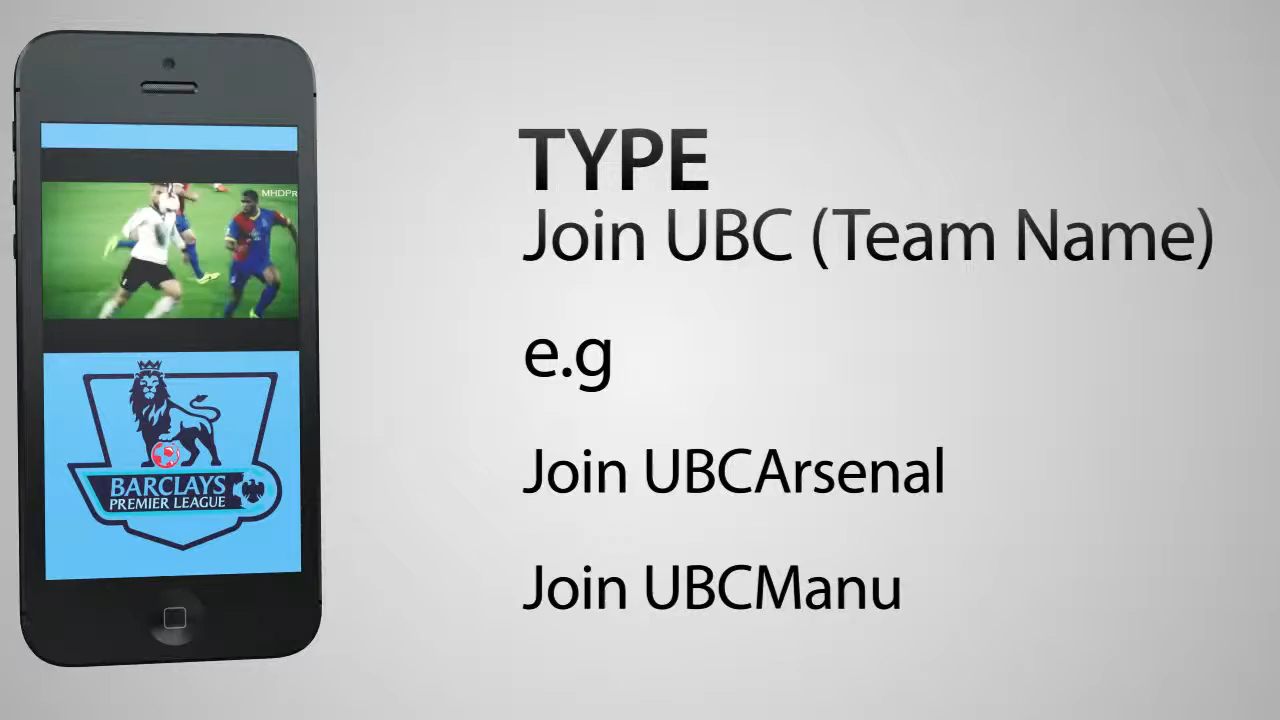 MHDPr
TYPE
Join UBC (Team Name)
e.g
Join UBCArsenal
Join UBCManu
BARCLAYS
PREMIER LEAGUE